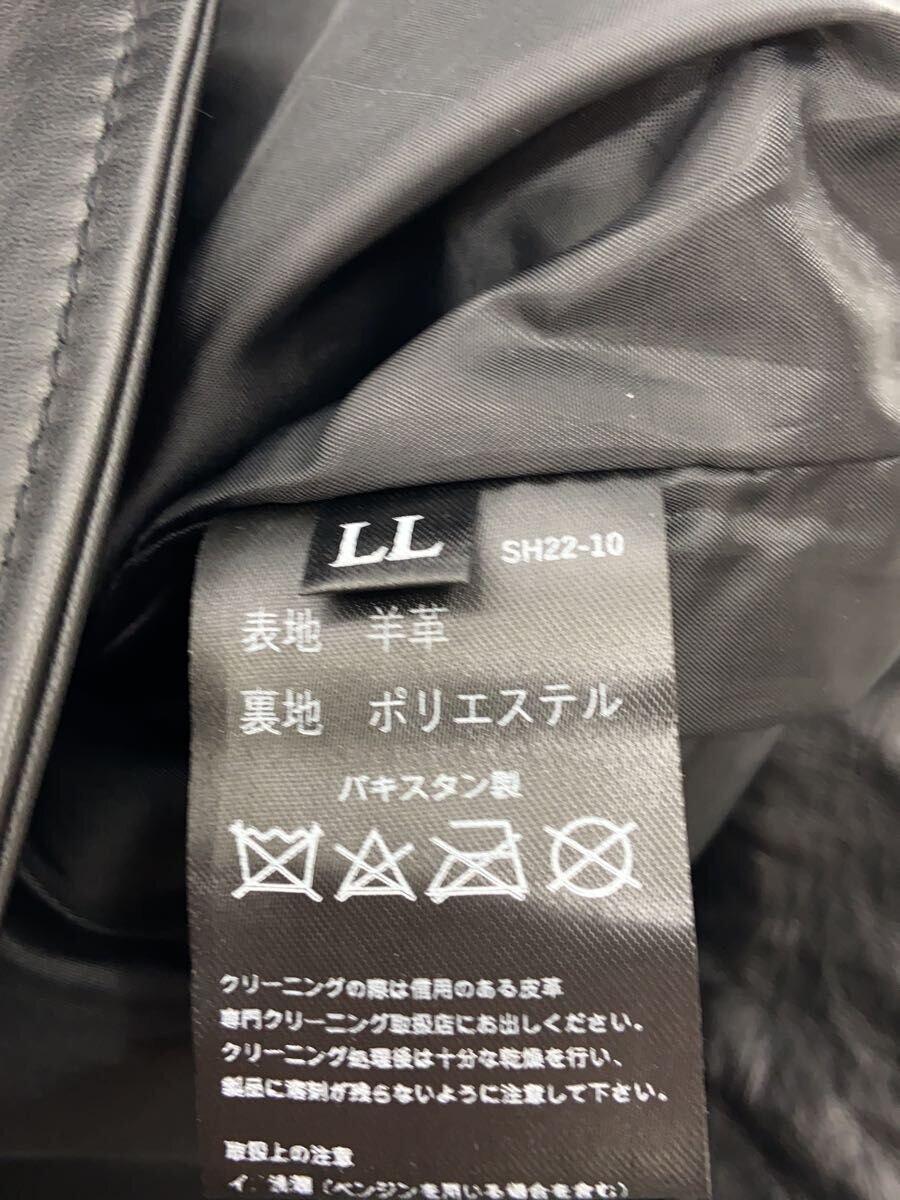 LL
SH22-10
表地 羊革
裏地 ポリエステル
パキスタン製
クリーニングの際は信用のある皮革
専門クリーニング取扱店にお出しください。
クリーニング処理後は十分な乾燥を行い、
製品に溶剤が残らないように注意して下さい。
取扱上の注意
イ．洗濯（ベンジンを用いる場合を含む）